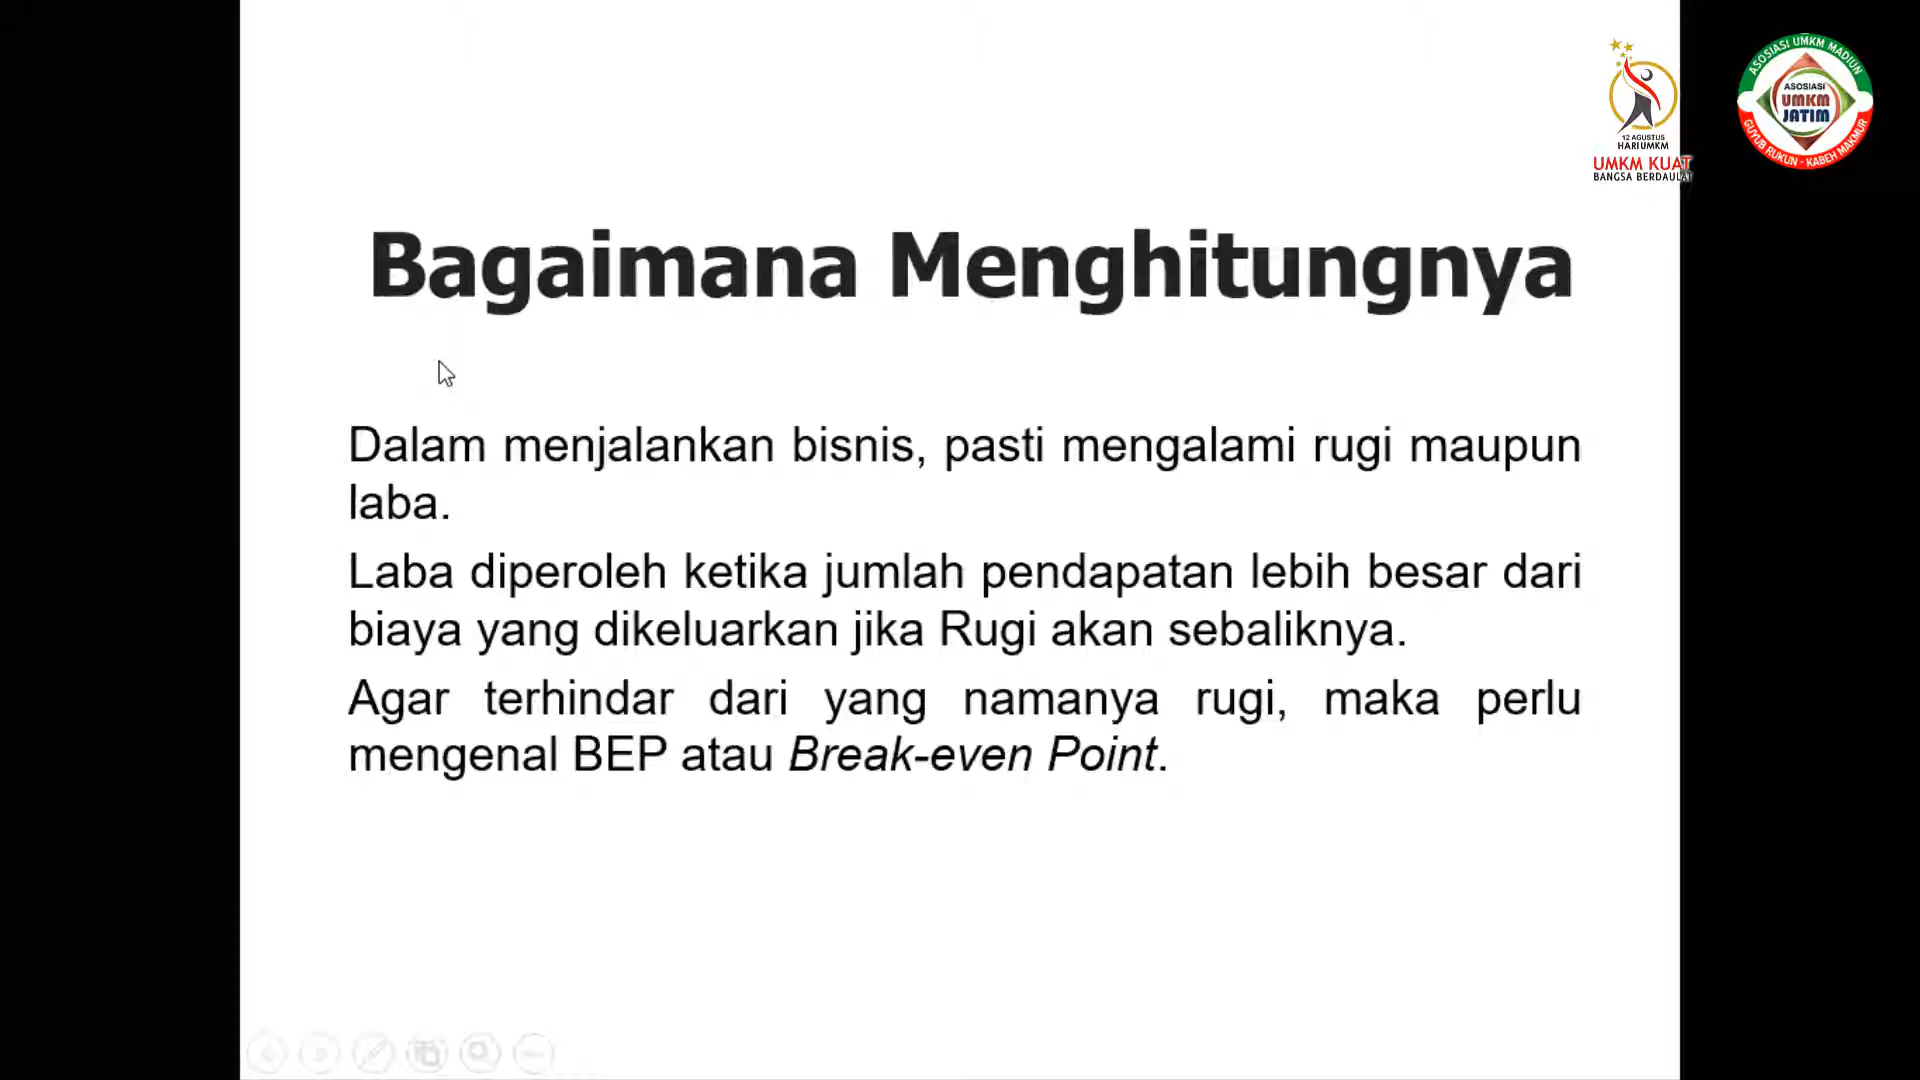 12 AGUSTUS
HARI UMKM
UMKM KUAT
BANGSA BERDAULAT
ASOSIASI UMKM MADIUN
ASOSIASI
UMKM
JATIM
GUYUB RUKUN - KABEH MAKMUR
Bagaimana Menghitungnya
Dalam menjalankan bisnis, pasti mengalami rugi maupun
laba.
Laba diperoleh ketika jumlah pendapatan lebih besar dari
biaya yang dikeluarkan jika Rugi akan sebaliknya.
Agar terhindar dari yang namanya rugi, maka perlu
mengenal BEP atau Break-even Point.